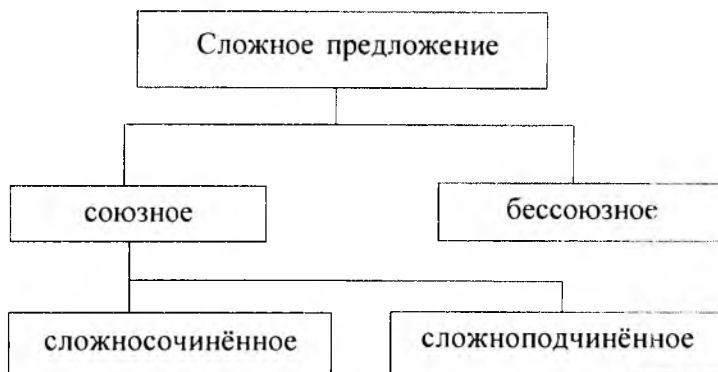 Сложное предложение
союзное
бессоюзное
сложносочинённое
сложноподчинённое